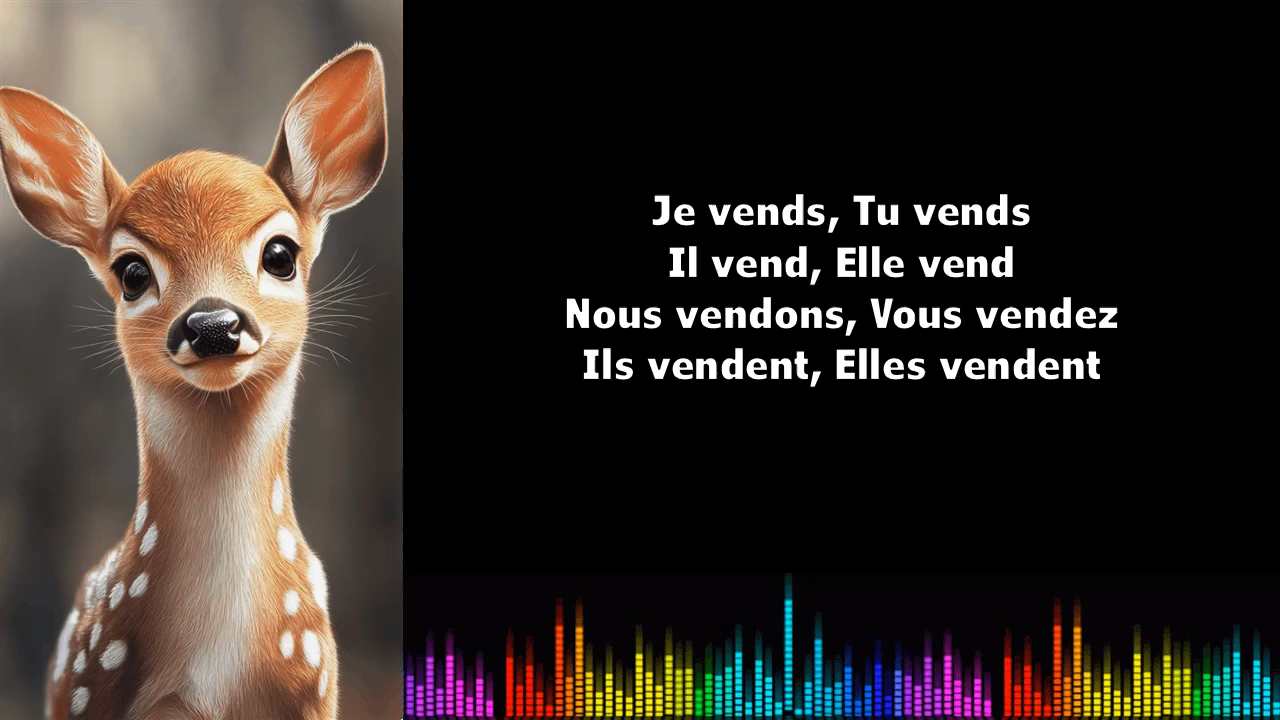 Je vends, Tu vends
Il vend, Elle vend
Nous vendons, Vous vendez
Ils vendent, Elles vendent